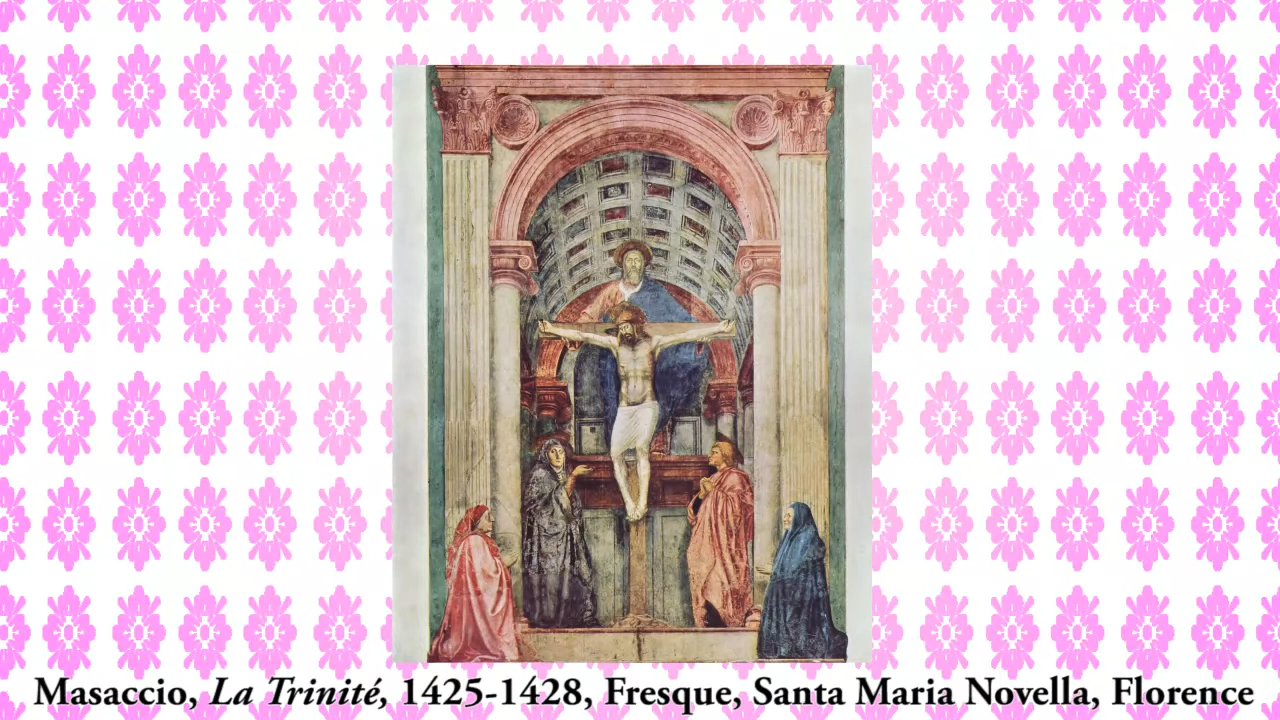 Masaccio, La Trinité, 1425-1428, Fresque, Santa Maria Novella, Florence